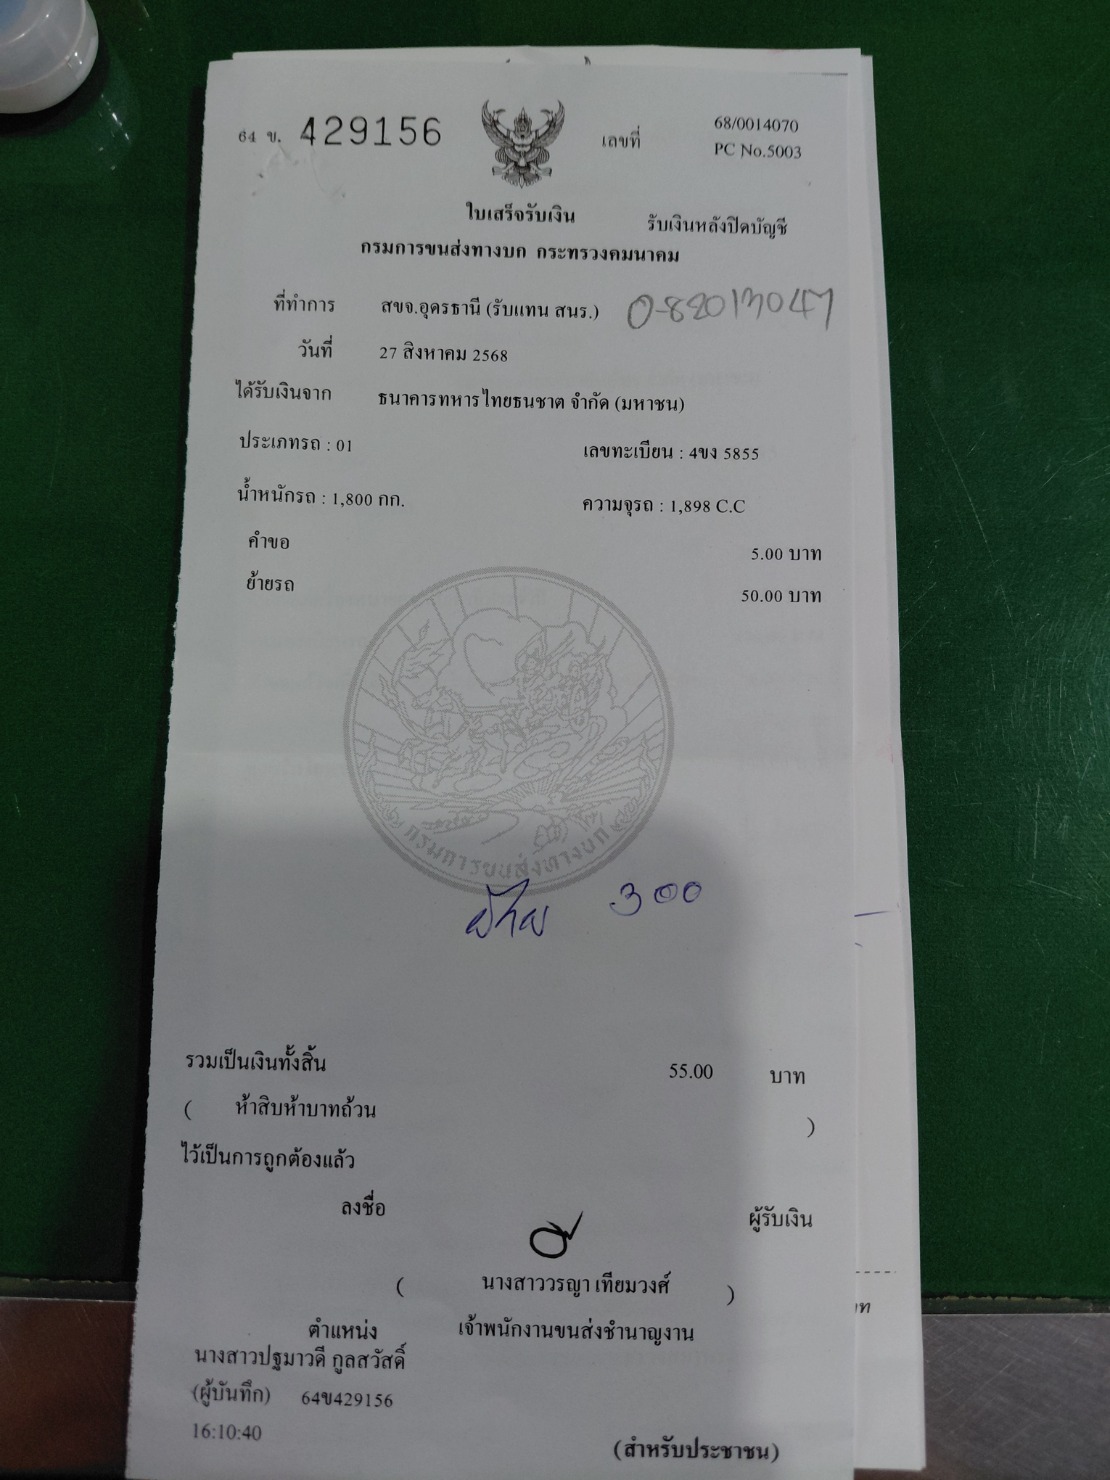 64 ข. 429156
เลขที่ 68/0014070
PC No.5003
ใบเสร็จรับเงิน รับเงินหลังปิดบัญชี
กรมการขนส่งทางบก กระทรวงคมนาคม
ที่ทำการ สขจ.อุดรธานี (รับแทน สนร.) 0-82013047
วันที่ 27 สิงหาคม 2568
ได้รับเงินจาก ธนาคารทหารไทยธนชาต จำกัด (มหาชน)
ประเภทรถ : 01 เลขทะเบียน : 4ขง 5855
น้ำหนักรถ : 1,800 กก. ความจุรถ : 1,898 C.C
คำขอ 5.00 บาท
ย้ายรถ 50.00 บาท
กรมการขนส่งทางบก
ย้าย 300
รวมเป็นเงินทั้งสิ้น 55.00 บาท
( ห้าสิบห้าบาทถ้วน )
ไว้เป็นการถูกต้องแล้ว
ลงชื่อ ผู้รับเงิน
( นางสาววรญา เทียมวงศ์ )
ตำแหน่ง เจ้าพนักงานขนส่งชำนาญงาน
นางสาวปฐมาวดี กูลสวัสดิ์
(ผู้บันทึก) 64ข429156
16:10:40
(สำหรับประชาชน)